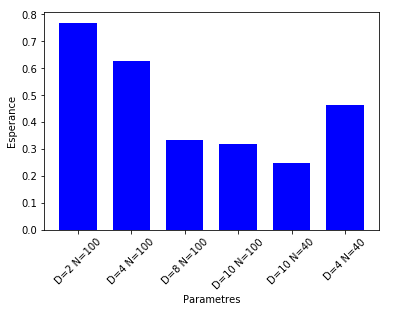 0.8
0.7
0.6
0.5
0.4
0.3
0.2
0.1
0.0
Esperance
D=2 N=100
D=4 N=100
D=8 N=100
D=10 N=100
D=10 N=40
D=4 N=40
Parametres